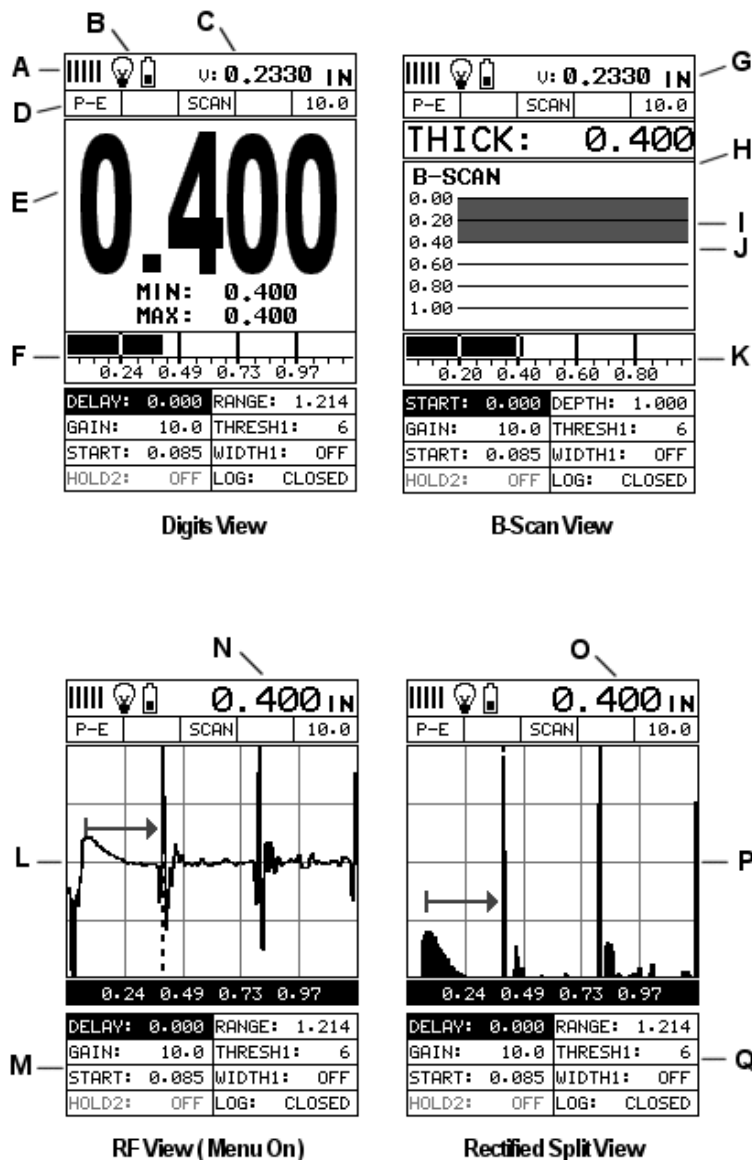 B C
A V: 0.2330 IN
D P-E SCAN 10.0
E 0.400
MIN: 0.400
MAX: 0.400
F
0.24 0.49 0.73 0.97
DELAY: 0.000 RANGE: 1.214
GAIN: 10.0 THRESH1: 6
START: 0.085 WIDTH1: OFF
HOLD2: OFF LOG: CLOSED
Digits View
V: 0.2330 IN G
P-E SCAN 10.0
THICK: 0.400 H
B-SCAN
0.00
0.20 I
0.40 J
0.60
0.80
1.00
K
0.20 0.40 0.60 0.80
START: 0.000 DEPTH: 1.000
GAIN: 10.0 THRESH1: 6
START: 0.085 WIDTH1: OFF
HOLD2: OFF LOG: CLOSED
B-Scan View
N
0.400 IN
P-E SCAN 10.0
L
0.24 0.49 0.73 0.97
DELAY: 0.000 RANGE: 1.214
M GAIN: 10.0 THRESH1: 6
START: 0.085 WIDTH1: OFF
HOLD2: OFF LOG: CLOSED
RF View ( Menu On )
O
0.400 IN
P-E SCAN 10.0
P
0.24 0.49 0.73 0.97
DELAY: 0.000 RANGE: 1.214
GAIN: 10.0 THRESH1: 6 Q
START: 0.085 WIDTH1: OFF
HOLD2: OFF LOG: CLOSED
Rectified Split View